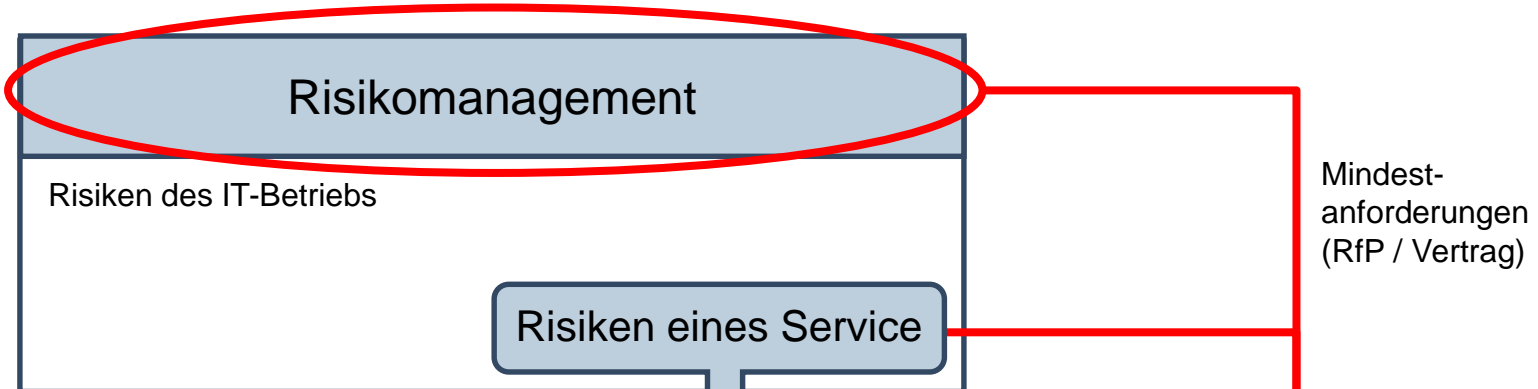 Risikomanagement
Risiken des IT-Betriebs
Mindest-
anforderungen
(RfP / Vertrag)
Risiken eines Service